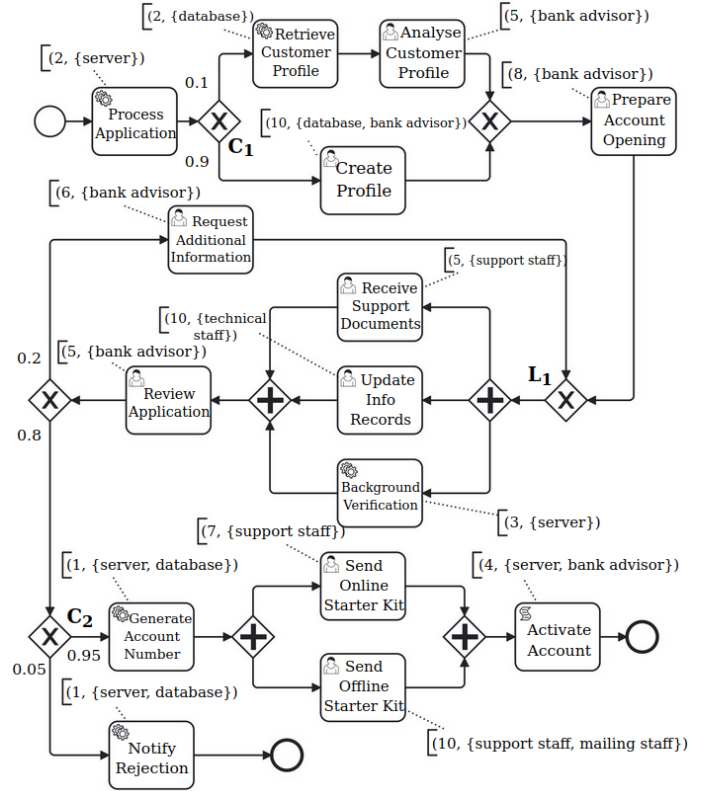 (2, {database})
Retrieve
Customer
Profile
Analyse
Customer
Profile
(5, {bank advisor})
(2, {server})
Process
Application
0.1
C1
0.9
(10, {database, bank advisor})
Create
Profile
(8, {bank advisor})
Prepare
Account
Opening
(6, {bank advisor})
Request
Additional
Information
(5, {support staff})
Receive
Support
Documents
(10, {technical
staff})
0.2
(5, {bank advisor})
Review
Application
Update
Info
Records
L1
0.8
Background
Verification
(3, {server})
(7, {support staff})
(1, {server, database})
C2
0.95
Generate
Account
Number
Send
Online
Starter Kit
(4, {server, bank advisor})
Activate
Account
0.05
(1, {server, database})
Send
Offline
Starter Kit
(10, {support staff, mailing staff})
Notify
Rejection